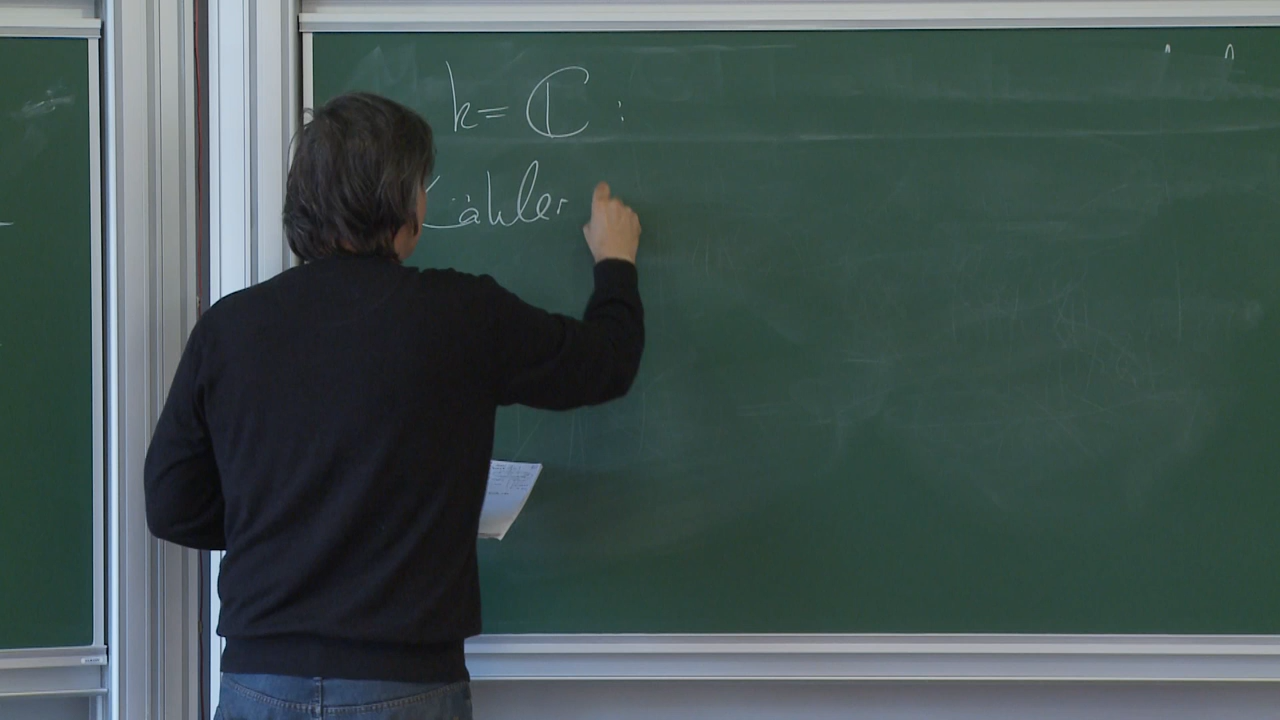 k = ℂ :
Kähler